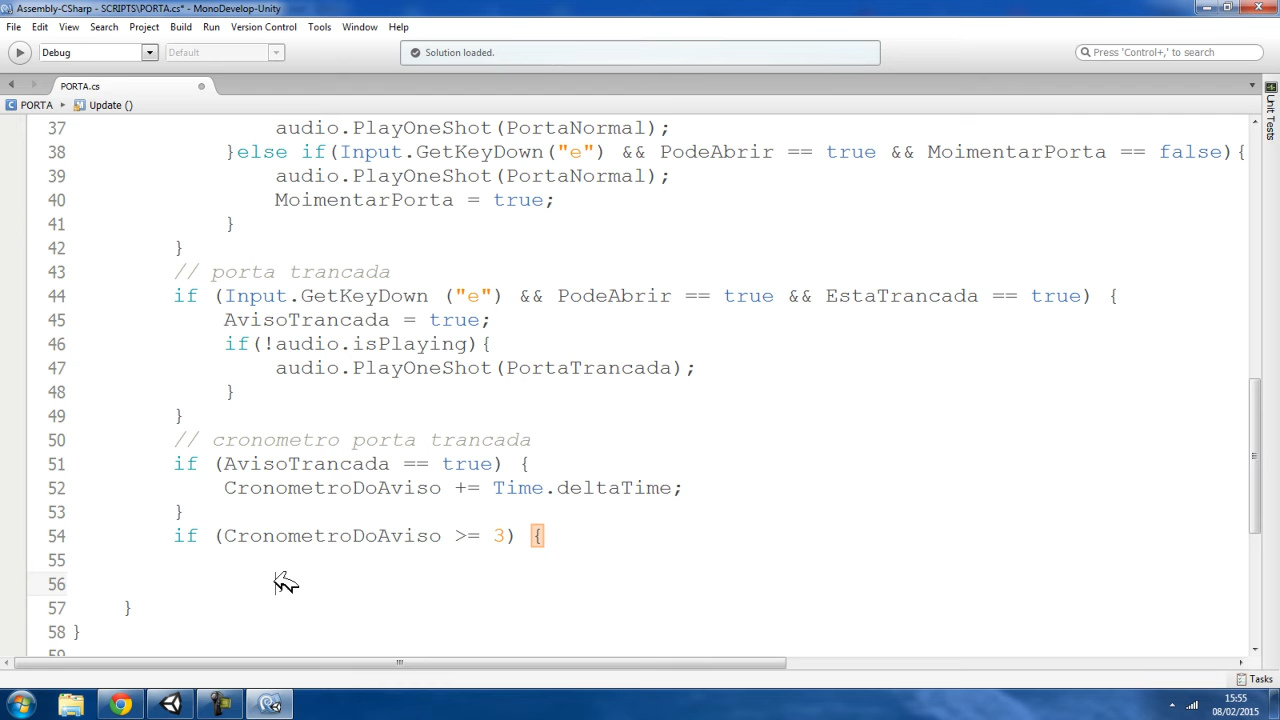 Assembly-CSharp - SCRIPTS\PORTA.cs* - MonoDevelop-Unity
File Edit View Search Project Build Run Version Control Tools Window Help
Debug Default Solution loaded. Press 'Control+,' to search
PORTA.cs
PORTA Update ()
37 audio.PlayOneShot(PortaNormal);
38 }else if(Input.GetKeyDown("e") && PodeAbrir == true && MoimentarPorta == false){
39 audio.PlayOneShot(PortaNormal);
40 MoimentarPorta = true;
41 }
42 }
43 // porta trancada
44 if (Input.GetKeyDown ("e") && PodeAbrir == true && EstaTrancada == true) {
45 AvisoTrancada = true;
46 if(!audio.isPlaying){
47 audio.PlayOneShot(PortaTrancada);
48 }
49 }
50 // cronometro porta trancada
51 if (AvisoTrancada == true) {
52 CronometroDoAviso += Time.deltaTime;
53 }
54 if (CronometroDoAviso >= 3) {
55
56
57 }
58 }
59
Unit Tests
Tasks
15:55
08/02/2015